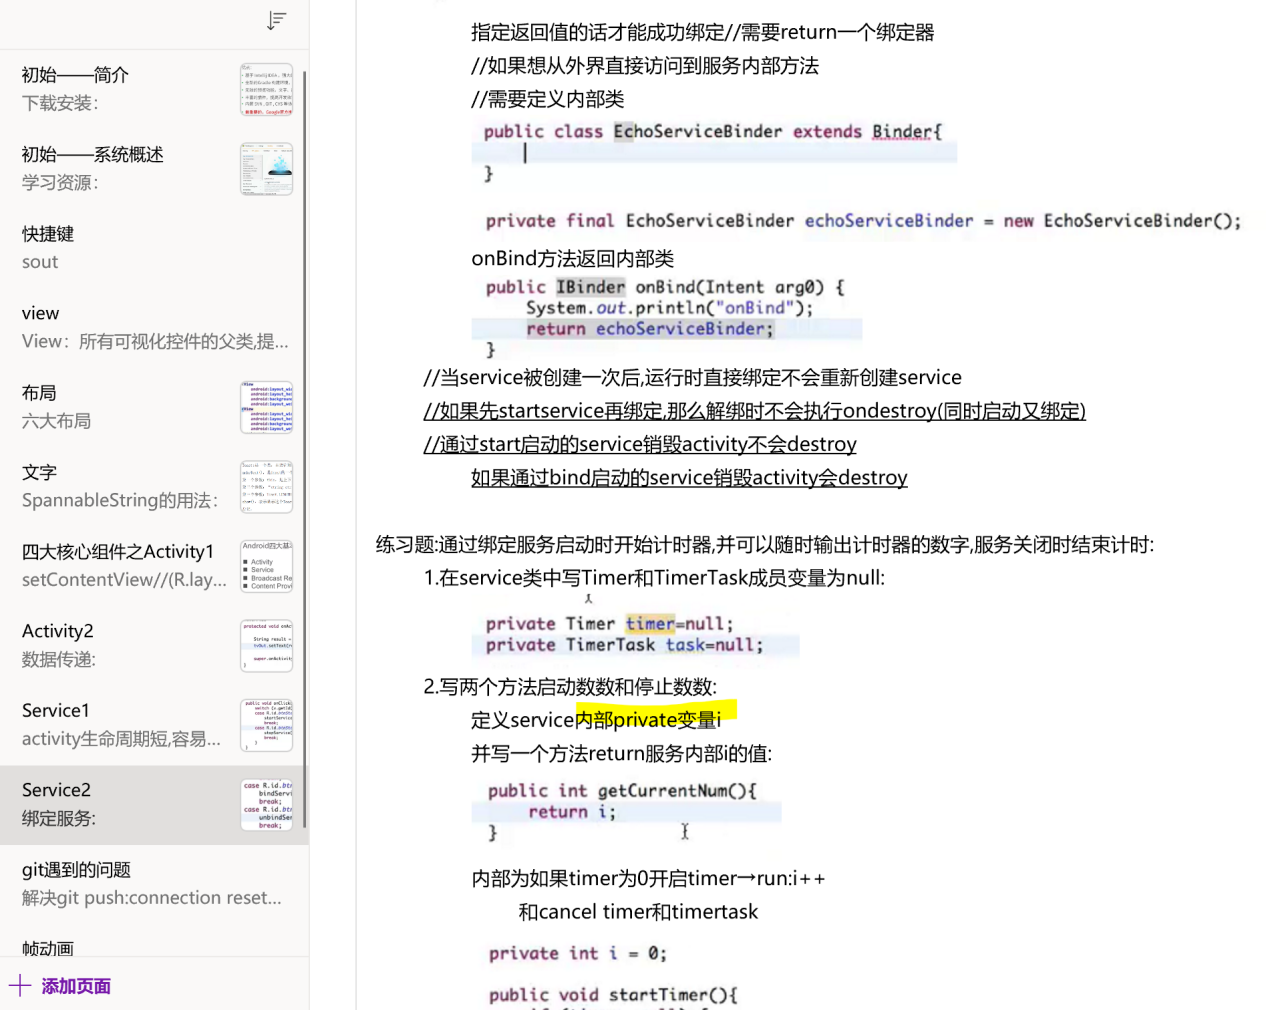 初始——简介
下载安装:
初始——系统概述
学习资源:
快捷键
sout
view
View：所有可视化控件的父类,提...
布局
六大布局
文字
SpannableString的用法:
四大核心组件之Activity1
setContentView//(R.lay...
Activity2
数据传递:
Service1
activity生命周期短,容易...
Service2
绑定服务:
git遇到的问题
解决git push:connection reset...
帧动画
添加页面
指定返回值的话才能成功绑定//需要return一个绑定器
//如果想从外界直接访问到服务内部方法
//需要定义内部类
public class EchoServiceBinder extends Binder{
}
private final EchoServiceBinder echoServiceBinder = new EchoServiceBinder();
onBind方法返回内部类
public IBinder onBind(Intent arg0) {
System.out.println("onBind");
return echoServiceBinder;
}
//当service被创建一次后,运行时直接绑定不会重新创建service
//如果先startservice再绑定,那么解绑时不会执行ondestroy(同时启动又绑定)
//通过start启动的service销毁activity不会destroy
如果通过bind启动的service销毁activity会destroy
练习题:通过绑定服务启动时开始计时器,并可以随时输出计时器的数字,服务关闭时结束计时:
1.在service类中写Timer和TimerTask成员变量为null:
private Timer timer=null;
private TimerTask task=null;
2.写两个方法启动数数和停止数数:
定义service内部private变量i
并写一个方法return服务内部i的值:
public int getCurrentNum(){
return i;
}
内部为如果timer为0开启timer→run:i++
和cancel timer和timertask
private int i = 0;
public void startTimer(){